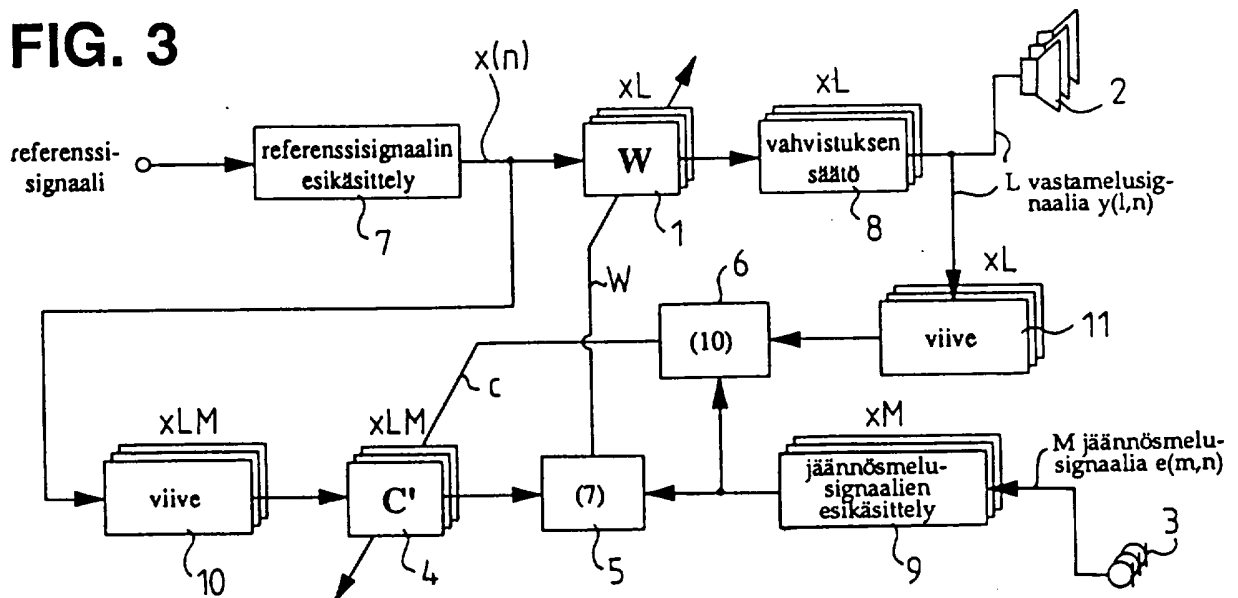 FIG. 3
x(n)
xL
xL
2
referenssi-
signaali
referenssisignaalin
esikäsittely
W
vahvistuksen
säätö
7
1
8
L vastamelusig-
naalia y(l,n)
W
6
xL
(10)
viive
11
C
xLM
xLM
xM
M jäännösmelu-
signaalia e(m,n)
viive
C'
(7)
jäännösmelu-
signaalien
esikäsittely
3
10
4
5
9